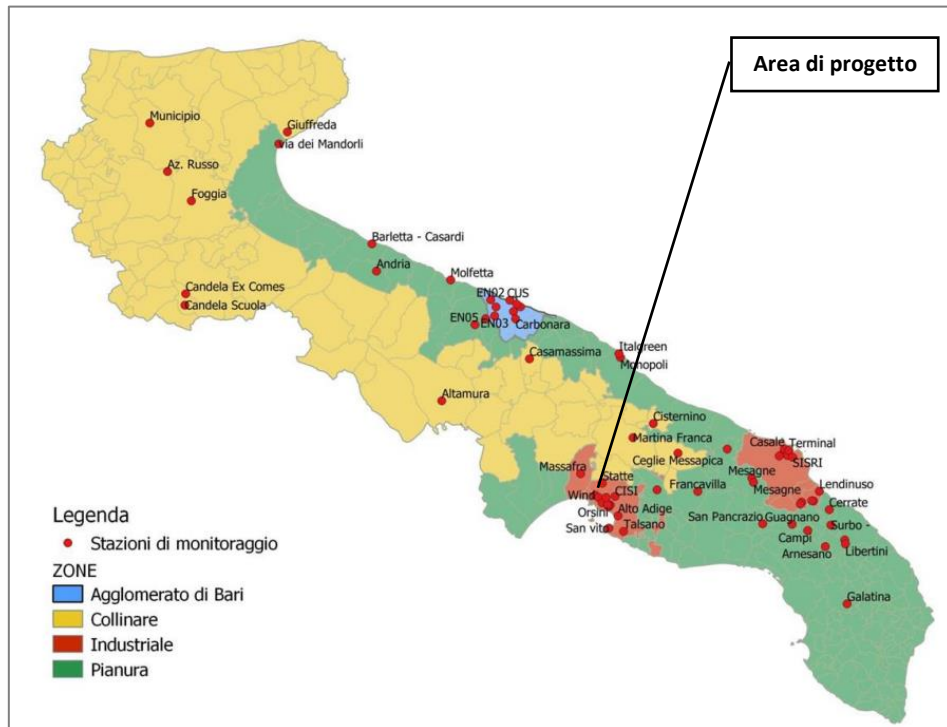 Area di progetto
Municipio
Giuffreda
Via dei Mandorli
Az. Russo
Foggia
Barletta - Casardi
Andria
Molfetta
Candela Ex Comes
Candela Scuola
EN02 CUS
EN05
EN03
Carbonara
Casamassima
Italgreen
Monopoli
Altamura
Cisternino
Martina Franca
Ceglie Messapica
Casale
Terminal
SISRI
Massafra
Statte
Francavilla
Mesagne
Mesagne
Lendinuso
Wind
CISI
Cerrate
Orsini
Alto Adige
San Pancrazio
Guagnano
Surbo -
San vito
Talsano
Campi
Arnesano
Libertini
Galatina
Legenda
Stazioni di monitoraggio
ZONE
Agglomerato di Bari
Collinare
Industriale
Pianura